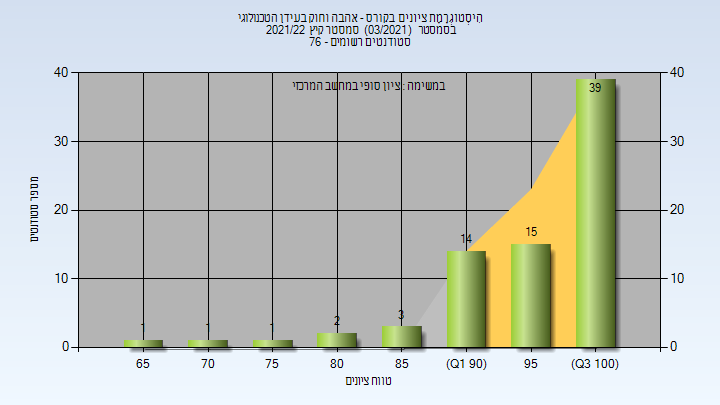 היסטוגרמת ציונים בקורס - אהבה וחוק בעידן הטכנולוגי
בסמסטר (03/2021) סמסטר קיץ 2021/22
סטודנטים רשומים - 76
במשימה : ציון סופי במחשב המרכזי
40 40
39
30 30
מספר סטודנטים
20 20
14 15
10 10
1 1 1 2 3
0 0
65 70 75 80 85 (Q1 90) 95 (Q3 100)
טווח ציונים